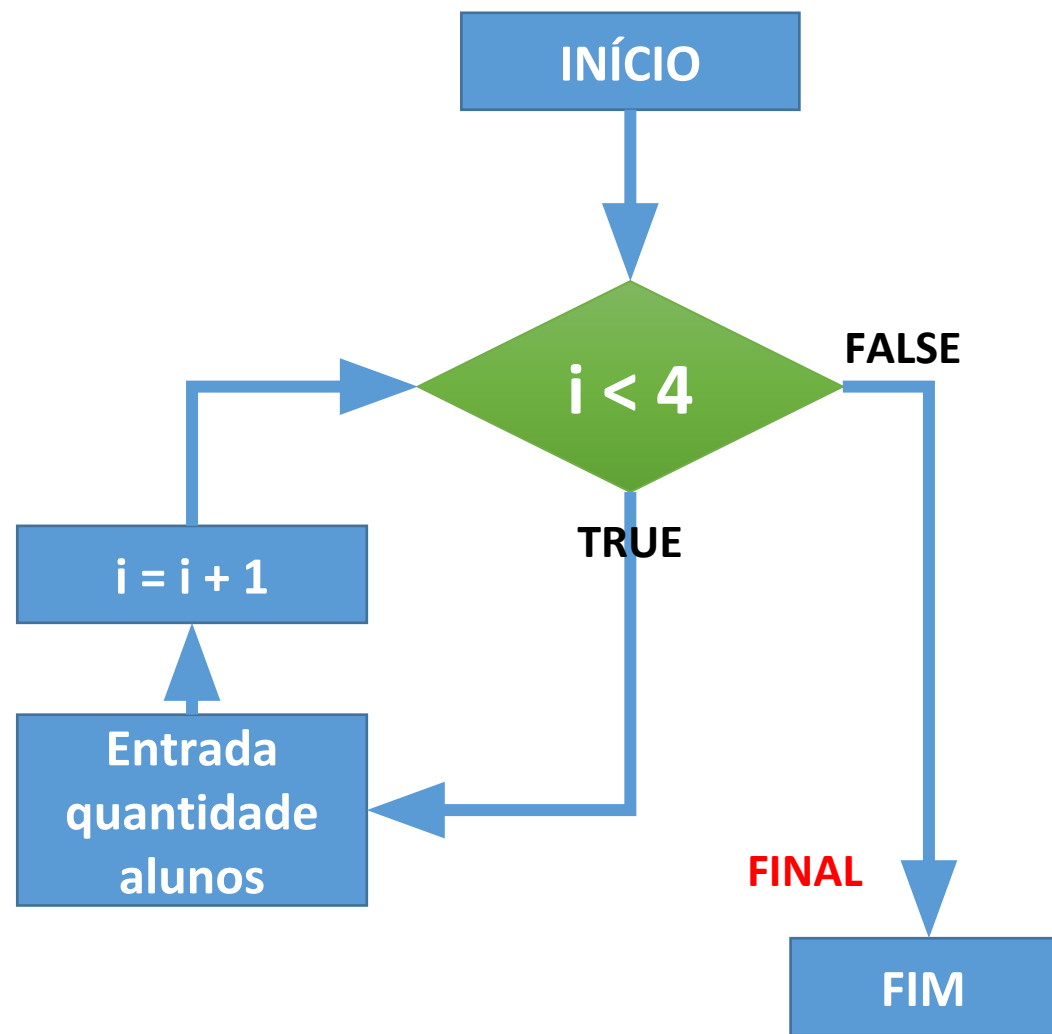 INÍCIO
i < 4
FALSE
TRUE
i = i + 1
Entrada
quantidade
alunos
FINAL
FIM